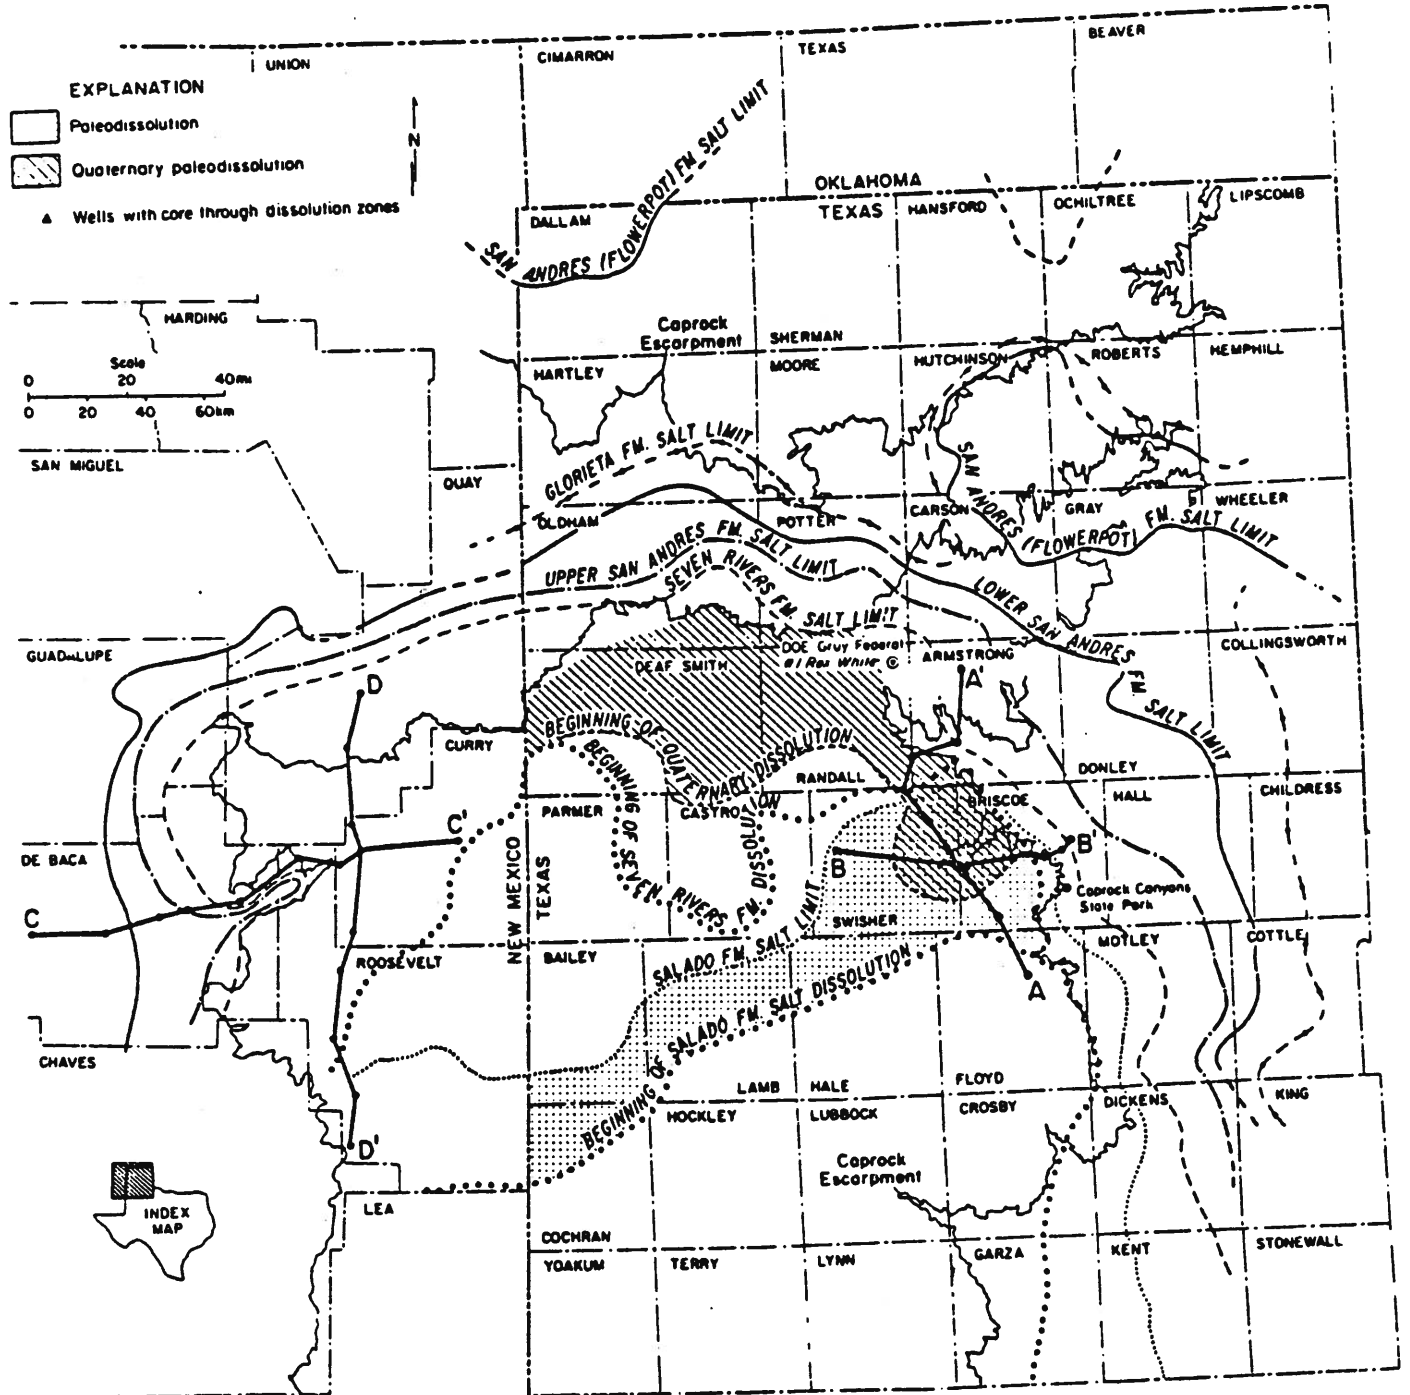 UNION
CIMARRON
TEXAS
BEAVER
EXPLANATION
Paleodissolution
Quaternary paleodissolution
Wells with core through dissolution zones
N
SAN ANDRES (FLOWERPOT) FM. SALT LIMIT
OKLAHOMA
TEXAS
DALLAM
HANSFORD
OCHILTREE
LIPSCOMB
HARDING
Caprock
Escarpment
SHERMAN
MOORE
HARTLEY
HUTCHINSON
ROBERTS
HEMPHILL
Scale
0 20 40mi
0 20 40 60km
SAN MIGUEL
QUAY
GLORIETA FM. SALT LIMIT
OLDHAM
POTTER
CARSON
GRAY
WHEELER
SAN ANDRES (FLOWERPOT) FM. SALT LIMIT
UPPER SAN ANDRES FM. SALT LIMIT
SEVEN RIVERS FM. SALT LIMIT
LOWER SAN ANDRES FM. SALT LIMIT
GUADALUPE
DEAF SMITH
DOE Gruy Federal
#1 Rex White
ARMSTRONG
COLLINGSWORTH
D
A'
CURRY
BEGINNING OF QUATERNARY DISSOLUTION
BEGINNING OF SEVEN RIVERS FM. DISSOLUTION
RANDALL
DONLEY
PARMER
CASTRO
BRISCOE
HALL
CHILDRESS
C'
DE BACA
B
B'
NEW MEXICO
TEXAS
Caprock Canyons
State Park
C
SWISHER
ROOSEVELT
BAILEY
SALADO FM. SALT LIMIT
MOTLEY
COTTLE
A
BEGINNING OF SALADO FM. SALT DISSOLUTION
CHAVES
LAMB
HALE
FLOYD
HOCKLEY
LUBBOCK
CROSBY
DICKENS
KING
D'
Caprock
Escarpment
INDEX
MAP
LEA
COCHRAN
YOAKUM
TERRY
LYNN
GARZA
KENT
STONEWALL